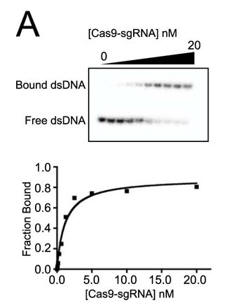 A
[Cas9-sgRNA] nM
0 20
Bound dsDNA
Free dsDNA
1.0
0.8
0.6
0.4
0.2
0.0
Fraction Bound
0.0 5.0 10.0 15.0 20.0
[Cas9-sgRNA] nM